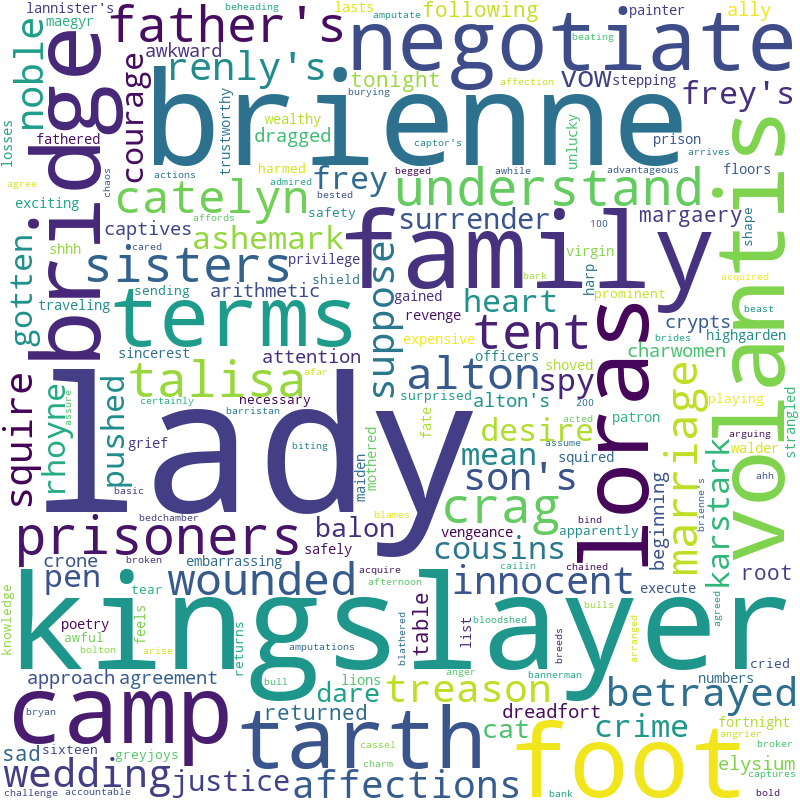 lannister's
beheading
father's
lasts
amputate
beating
following
painter
ally
maegyr
awkward
affection
negotiate
noble
bridge
renly's
tonight
burying
vow
stepping
frey's
losses
fathered
courage
trustworthy
brienne
wealthy
dragged
captor's
unlucky
prison
arrives
agree
chaos
actions
harmed
admired
bested
begged
awhile
advantageous
floors
exciting
catelyn
frey
understand
volantis
strangled
captives
safety
ashemark
surrender
100
margaery
shape
gotten
shhh
cared
privilege
family
virgin
bark
acquired
sisters
suppose
harp
traveling
sending
arithmetic
shield
gained
heart
prominent
brides
beast
terms
revenge
tent
loras
crypts
highgarden
sincerest
attention
expensive
officers
charwomen
squire
rhoyne
pushed
talisa
afar
alton
spy
shoved
marriage
playing
assure
certainly
necessary
surprised
alton's
acted
patron
lady
barristan
fate
desire
200
squired
karstark
walder
arguing
grief
maiden
biting
mothered
mean
son's
assume
beginning
brienne's
ahh
prisoners
basic
blames
crag
vengeance
apparently
bind
crone
bedchamber
balon
cousins
safely
broken
embarrassing
acquire
cailin
chained
root
pen
wounded
afternoon
innocent
execute
agreed
knowledge
tear
kingslayer
poetry
feels
returns
amputations
blathered
table
list
bloodshed
breeds
bulls
arranged
awful
bolton
arise
anger
bannerman
cried
approach
agreement
bull
lions
dare
treason
betrayed
numbers
camp
bryan
returned
tarth
cat
dreadfort
foot
crime
fortnight
angrier
sad
sixteen
greyjoys
cassel
elysium
broker
wedding
justice
charm
affections
bank
captures
challenge
accountable
bold